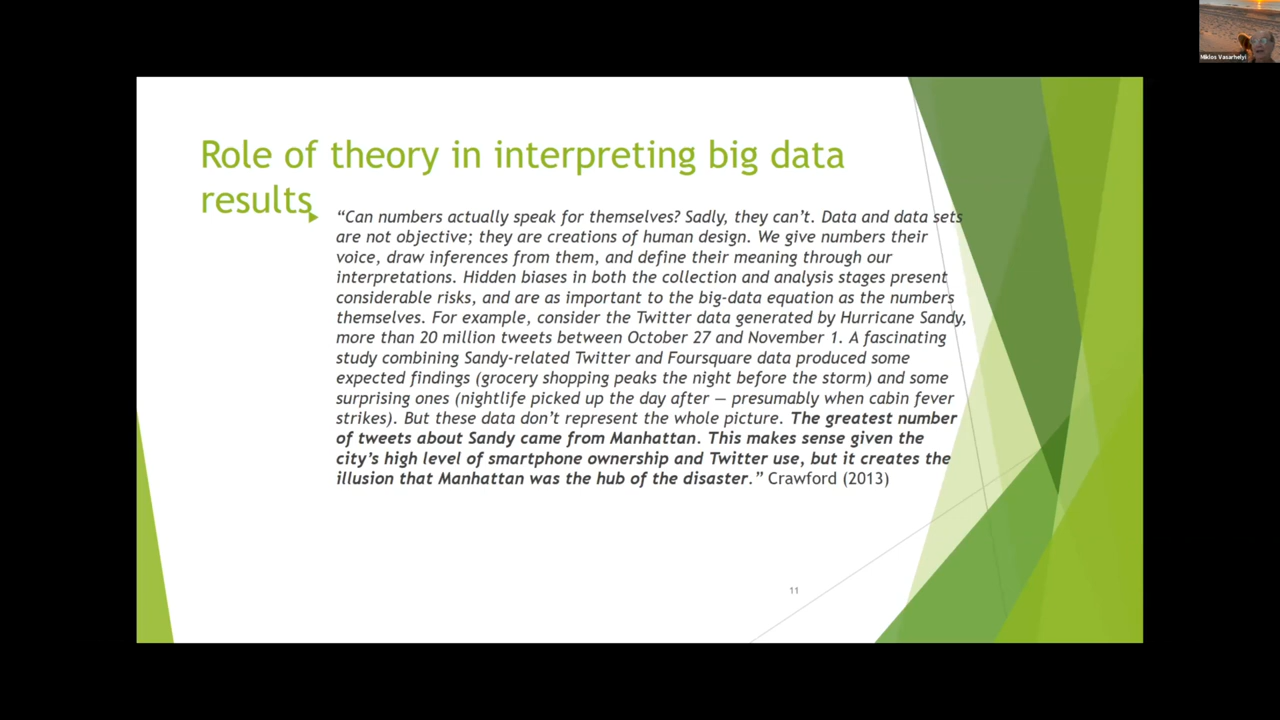 Miklos Vasarhelyi
Role of theory in interpreting big data
results
“Can numbers actually speak for themselves? Sadly, they can’t. Data and data sets
are not objective; they are creations of human design. We give numbers their
voice, draw inferences from them, and define their meaning through our
interpretations. Hidden biases in both the collection and analysis stages present
considerable risks, and are as important to the big-data equation as the numbers
themselves. For example, consider the Twitter data generated by Hurricane Sandy,
more than 20 million tweets between October 27 and November 1. A fascinating
study combining Sandy-related Twitter and Foursquare data produced some
expected findings (grocery shopping peaks the night before the storm) and some
surprising ones (nightlife picked up the day after — presumably when cabin fever
strikes). But these data don’t represent the whole picture. The greatest number
of tweets about Sandy came from Manhattan. This makes sense given the
city’s high level of smartphone ownership and Twitter use, but it creates the
illusion that Manhattan was the hub of the disaster.” Crawford (2013)
11